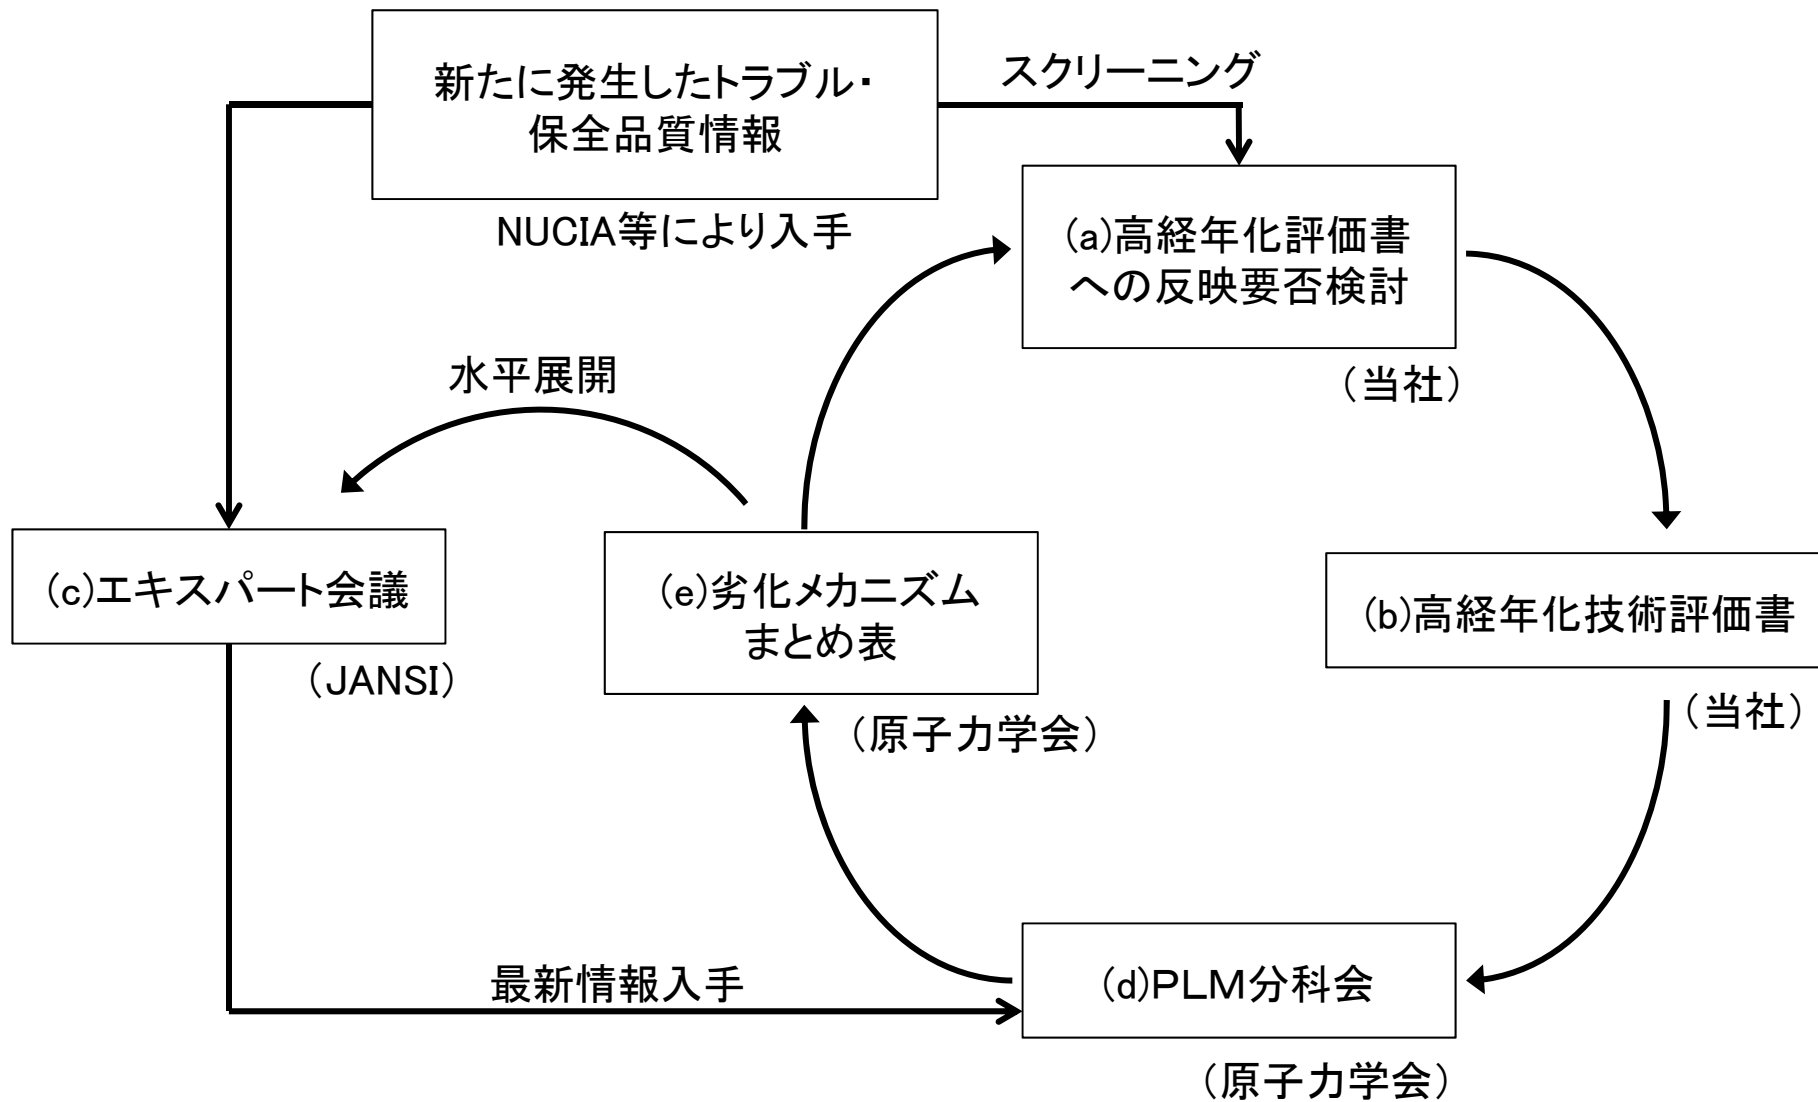 新たに発生したトラブル・
保全品質情報
スクリーニング
NUCIA等により入手
(a)高経年化評価書
への反映要否検討
(当社)
水平展開
(c)エキスパート会議
(JANSI)
(e)劣化メカニズム
まとめ表
(原子力学会)
(b)高経年化技術評価書
(当社)
最新情報入手
(d)PLM分科会
(原子力学会)